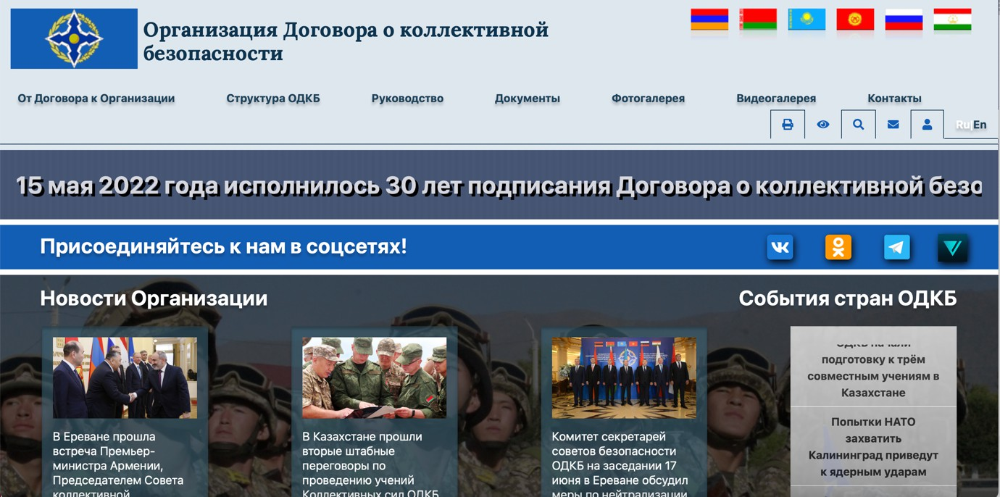 Организация Договора о коллективной
безопасности
От Договора к Организации
Структура ОДКБ
Руководство
Документы
Фотогалерея
Видеогалерея
Контакты
Ru|En
15 мая 2022 года исполнилось 30 лет подписания Договора о коллективной безо
Присоединяйтесь к нам в соцсетях!
Новости Организации
В Ереване прошла
встреча Премьер-
министра Армении,
Председателем Совета
коллективной
В Казахстане прошли
вторые штабные
переговоры по
проведению учений
Коллективных сил ОДКБ
Комитет секретарей
советов безопасности
ОДКБ на заседании 17
июня в Ереване обсудил
меры по нейтрализации
События стран ОДКБ
ОДКБ начали
подготовку к трём
совместным учениям в
Казахстане
Попытки НАТО
захватить
Калининград приведут
к ядерным ударам